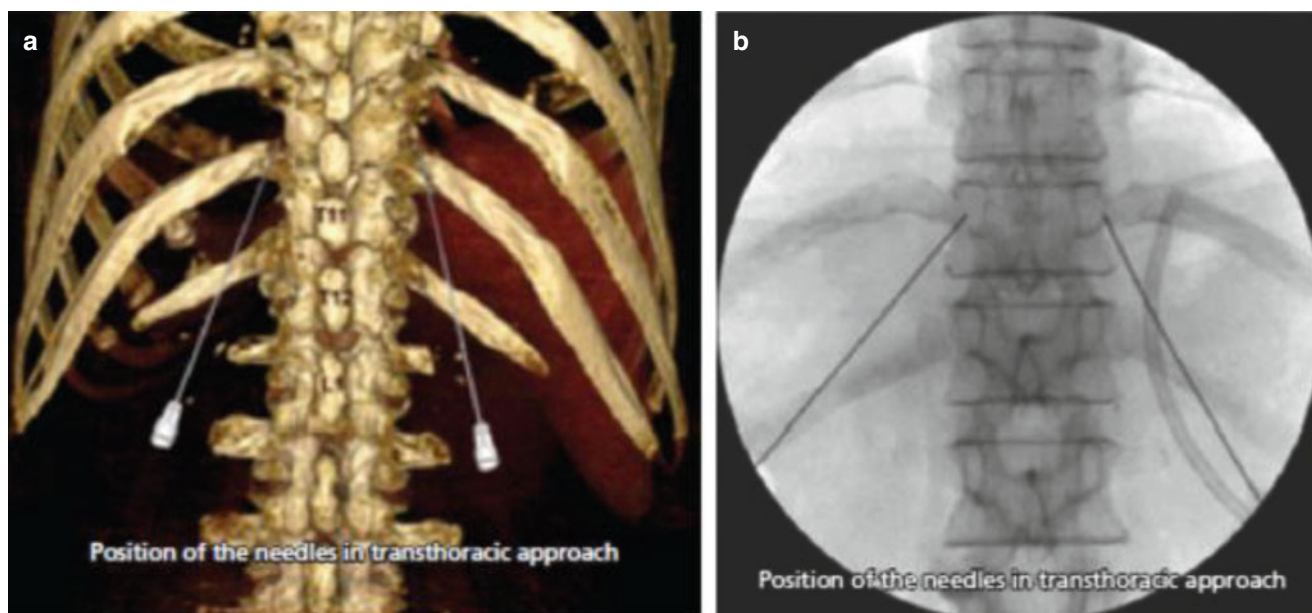 a
T11
T12
L1
Position of the needles in transthoracic approach
b
Position of the needles in transthoracic approach